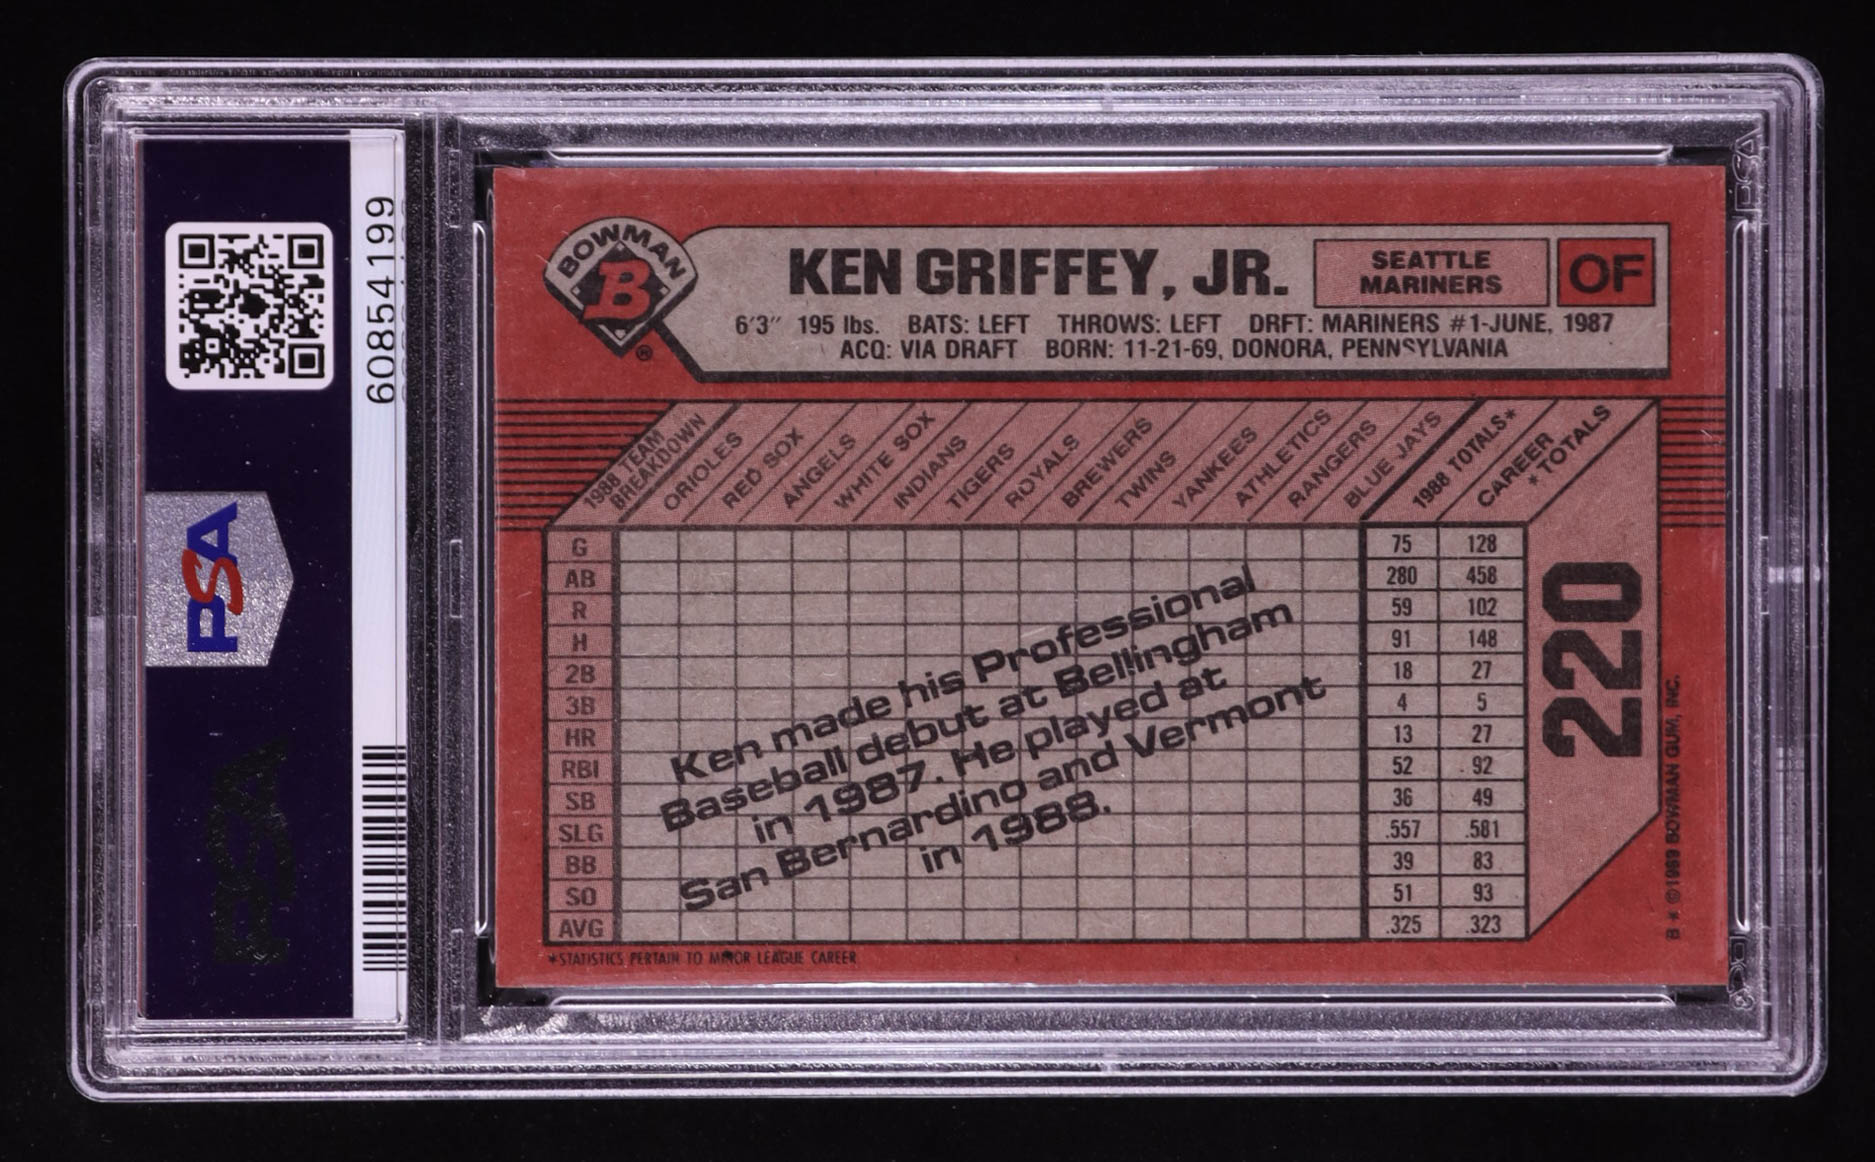 60854199
PSA
PSA
BOWMAN
B
®
KEN GRIFFEY, JR.
SEATTLE
MARINERS
OF
6'3" 195 lbs. BATS: LEFT THROWS: LEFT DRFT: MARINERS #1-JUNE, 1987
ACQ: VIA DRAFT BORN: 11-21-69, DONORA, PENNSYLVANIA
1988 TEAM
BREAKDOWN
ORIOLES
RED SOX
ANGELS
WHITE SOX
INDIANS
TIGERS
ROYALS
BREWERS
TWINS
YANKEES
ATHLETICS
RANGERS
BLUE JAYS
1988 TOTALS*
CAREER
*TOTALS
G 75 128
AB 280 458
R 59 102
H 91 148
2B 18 27
3B 4 5
HR 13 27
RBI 52 92
SB 36 49
SLG .557 .581
BB 39 83
SO 51 93
AVG .325 .323
Ken made his Professional
Baseball debut at Bellingham
in 1987. He played at
San Bernardino and Vermont
in 1988.
220
*STATISTICS PERTAIN TO MINOR LEAGUE CAREER
B * ©1989 BOWMAN GUM, INC.
PSA